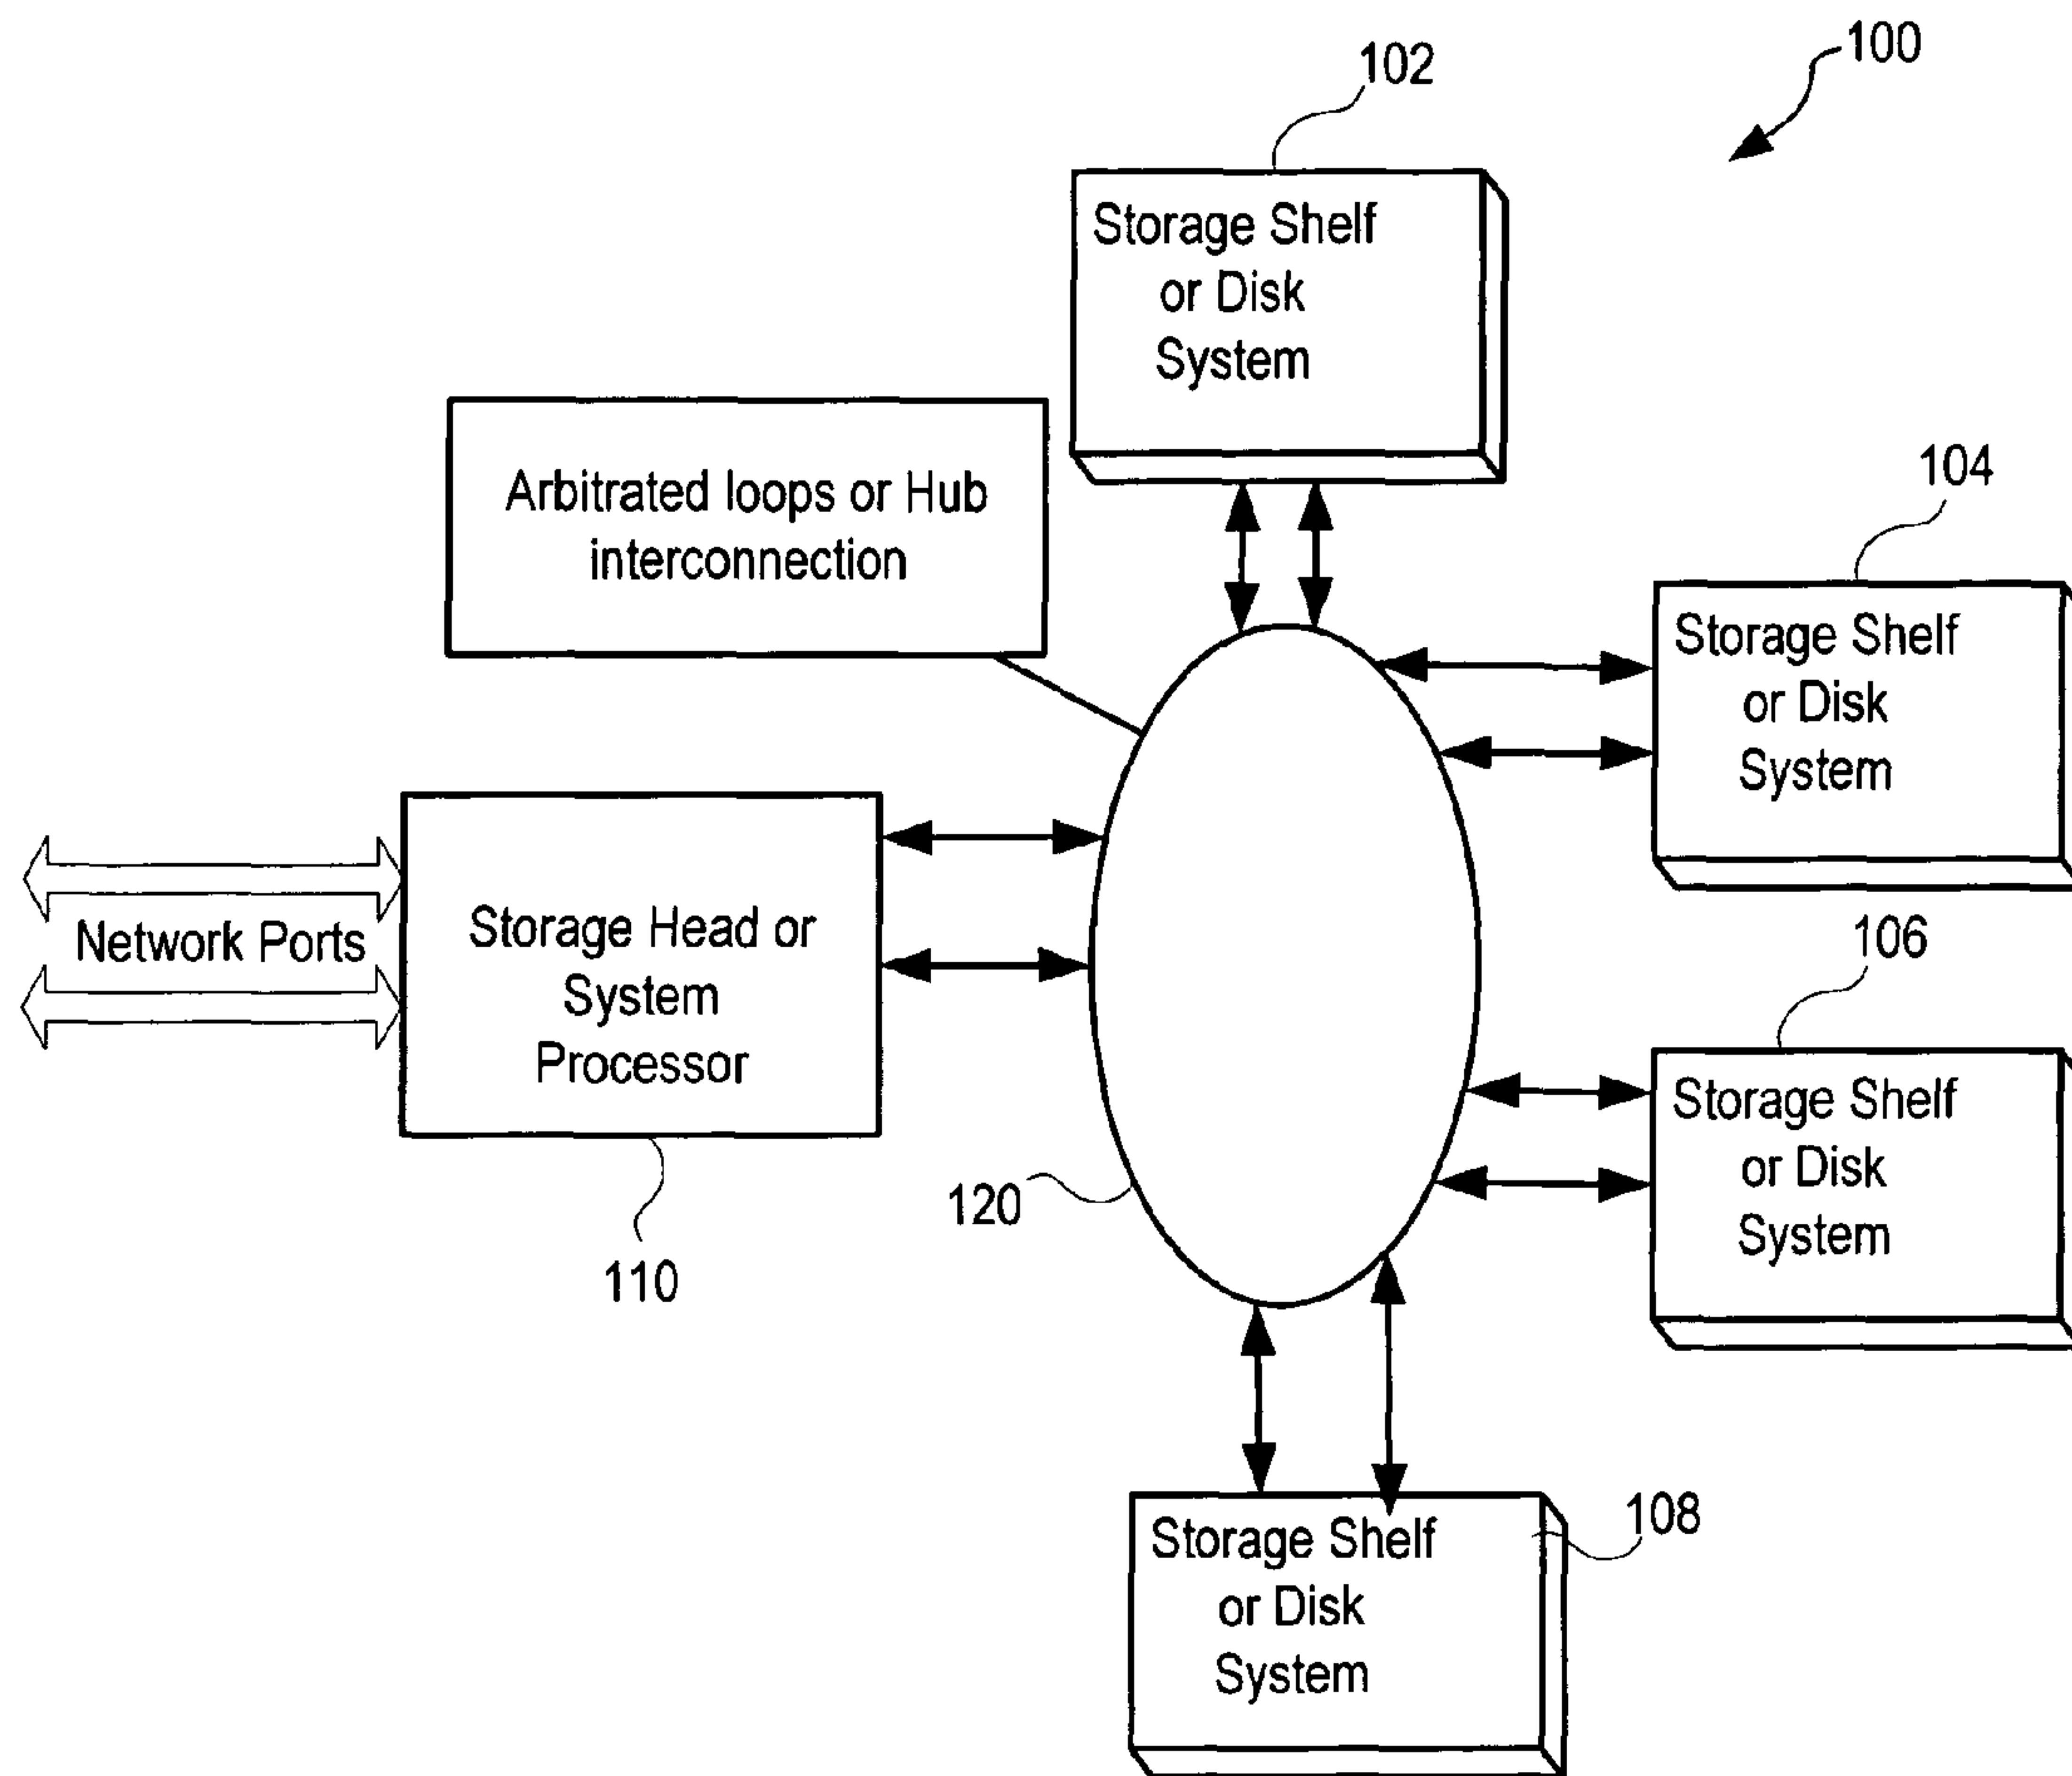 100
102
Storage Shelf
or Disk
System
Arbitrated loops or Hub
interconnection
104
Storage Shelf
or Disk
System
Network Ports
Storage Head or
System
Processor
106
Storage Shelf
or Disk
System
120
110
108
Storage Shelf
or Disk
System